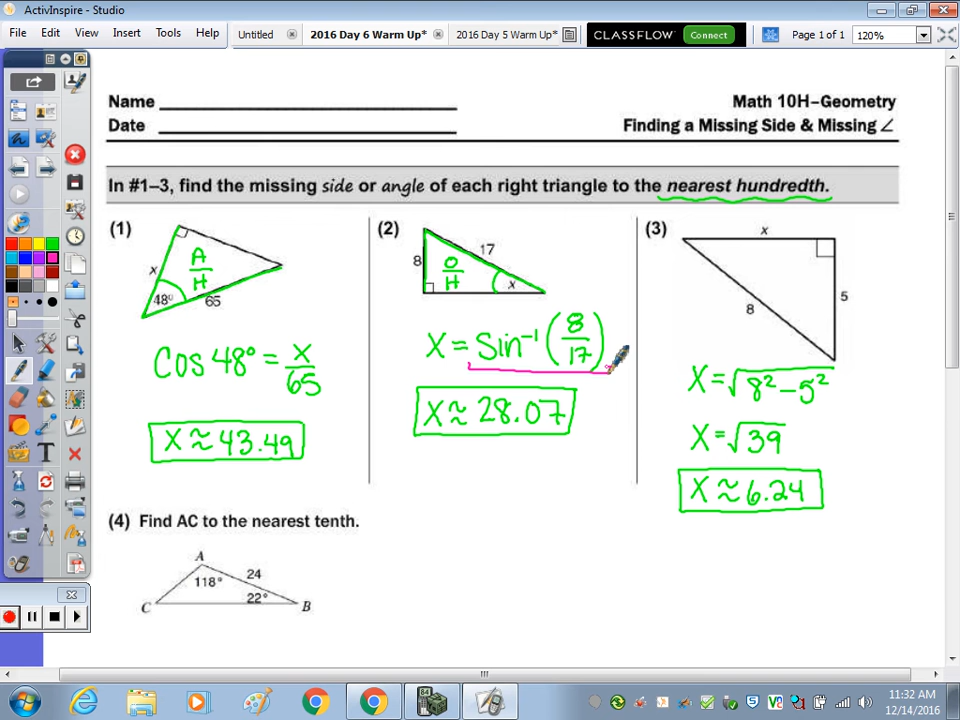 ActivInspire - Studio
File Edit View Insert Tools Help Untitled 2016 Day 6 Warm Up* 2016 Day 5 Warm Up* CLASSFLOW Connect Page 1 of 1 120%
Name
Math 10H–Geometry
Date
Finding a Missing Side & Missing ∠
In #1–3, find the missing side or angle of each right triangle to the nearest hundredth.
(1)
x
A
H
48°
65
Cos 48° = x/65
X ≈ 43.49
(2)
17
8
O
H
x
X = Sin⁻¹ (8/17)
X ≈ 28.07
(3)
x
5
8
X = √8² – 5²
X = √39
X ≈ 6.24
(4) Find AC to the nearest tenth.
A
118°
24
22°
C
B
11:32 AM
12/14/2016